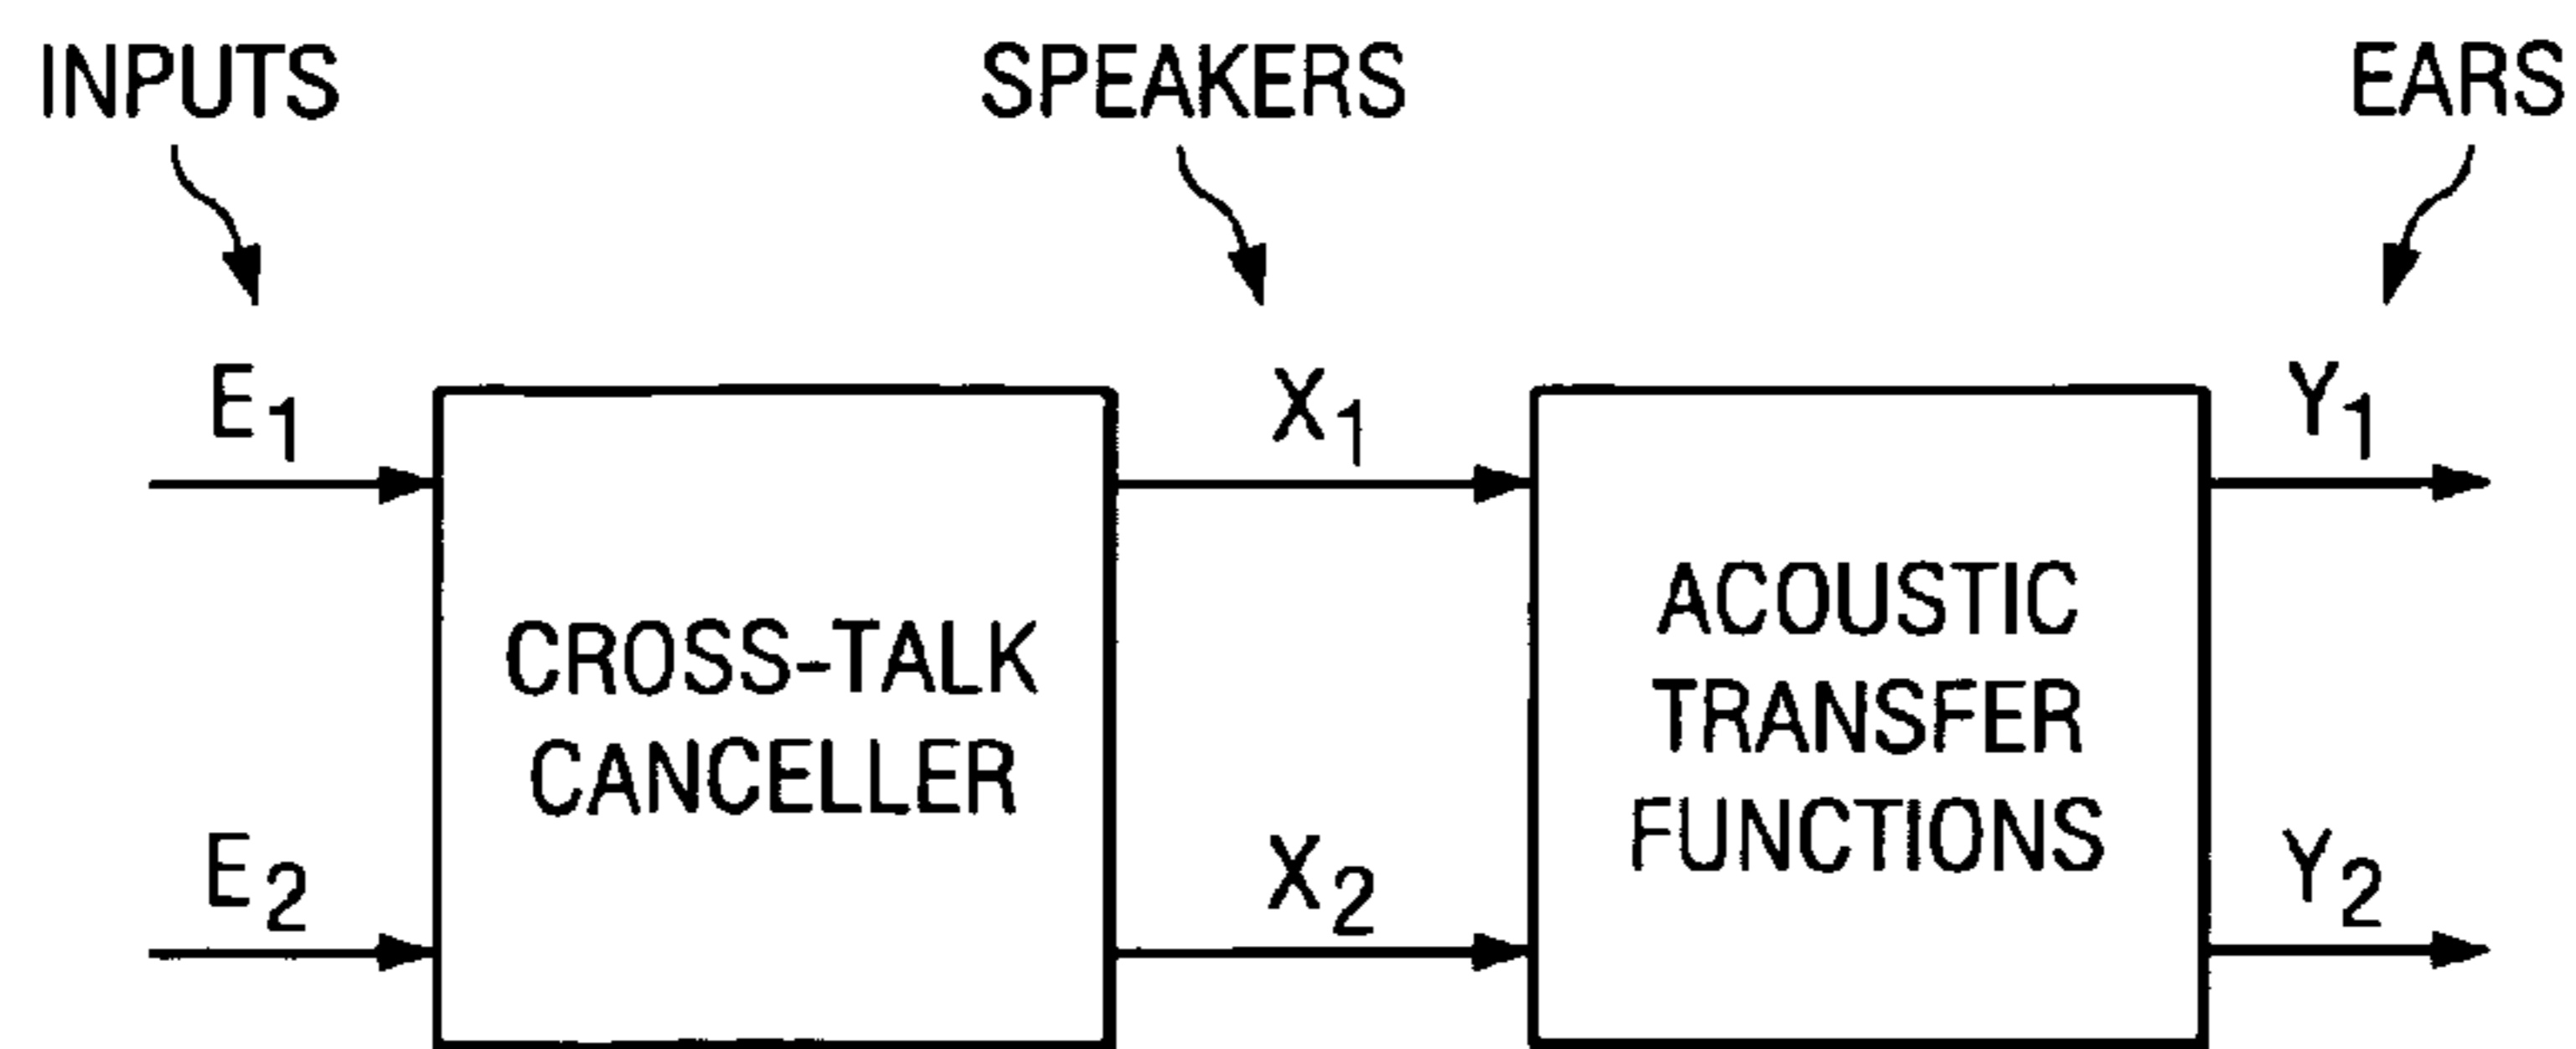 INPUTS
SPEAKERS
EARS
E1
X1
Y1
CROSS-TALK
CANCELLER
ACOUSTIC
TRANSFER
FUNCTIONS
E2
X2
Y2